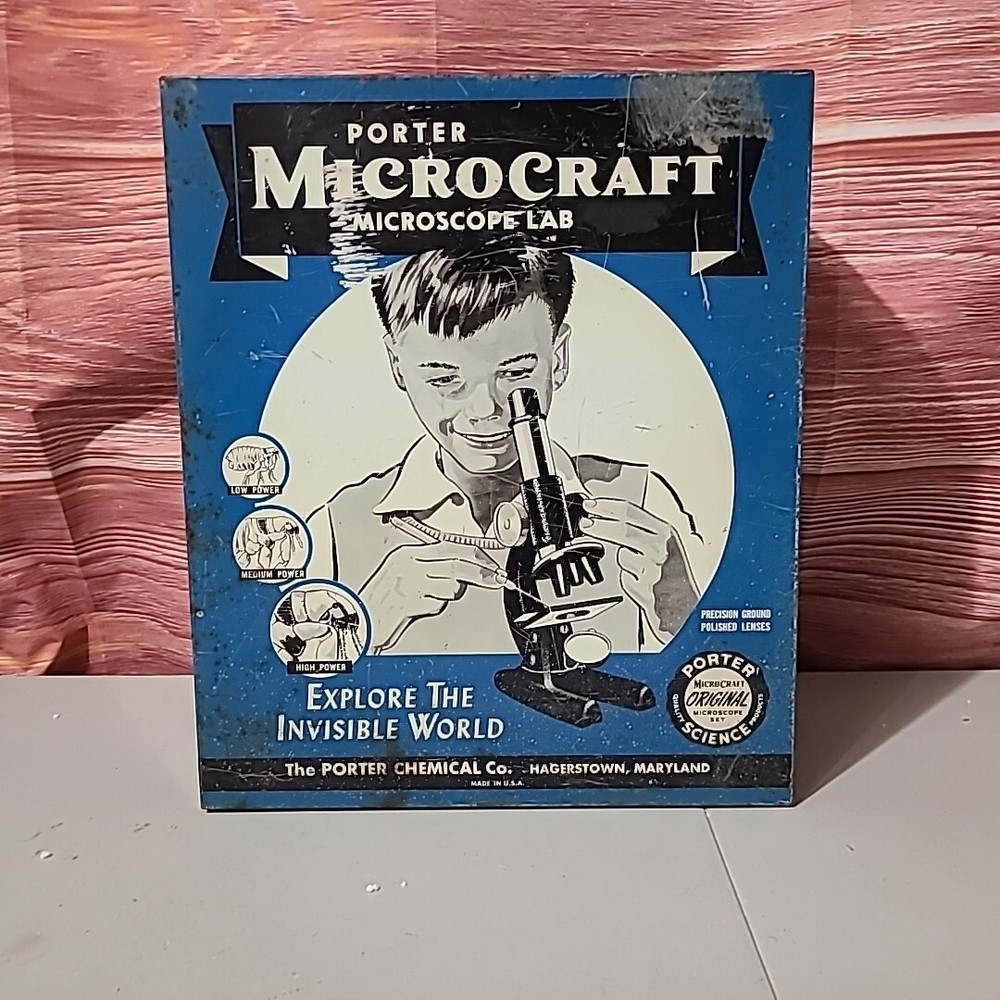 PORTER
MICROCRAFT
MICROSCOPE LAB
LOW POWER
MEDIUM POWER
HIGH POWER
PRECISION GROUND
POLISHED LENSES
EXPLORE THE
INVISIBLE WORLD
PORTER
MICROCRAFT
ORIGINAL
MICROSCOPE
SET
QUALITY
PRODUCTS
SCIENCE
The PORTER CHEMICAL Co. HAGERSTOWN, MARYLAND
MADE IN U.S.A.